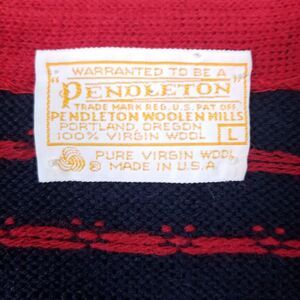 WARRANTED TO BE A
"PENDLETON"
TRADE MARK REG. U.S. PAT. OFF.
PENDLETON WOOLEN MILLS
PORTLAND, OREGON
100% VIRGIN WOOL
L
PURE VIRGIN WOOL
MADE IN U.S.A.